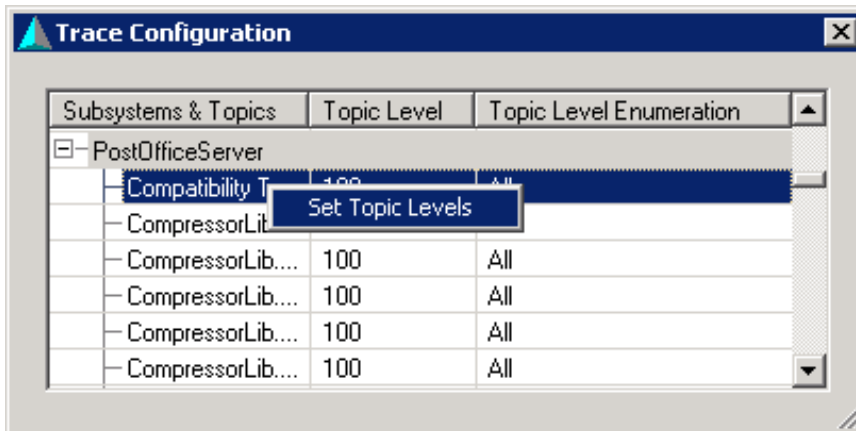 Trace Configuration
Subsystems & Topics Topic Level Topic Level Enumeration
PostOfficeServer
Compatibility
Set Topic Levels
CompressorLib....
CompressorLib.... 100 All
CompressorLib.... 100 All
CompressorLib.... 100 All
CompressorLib.... 100 All